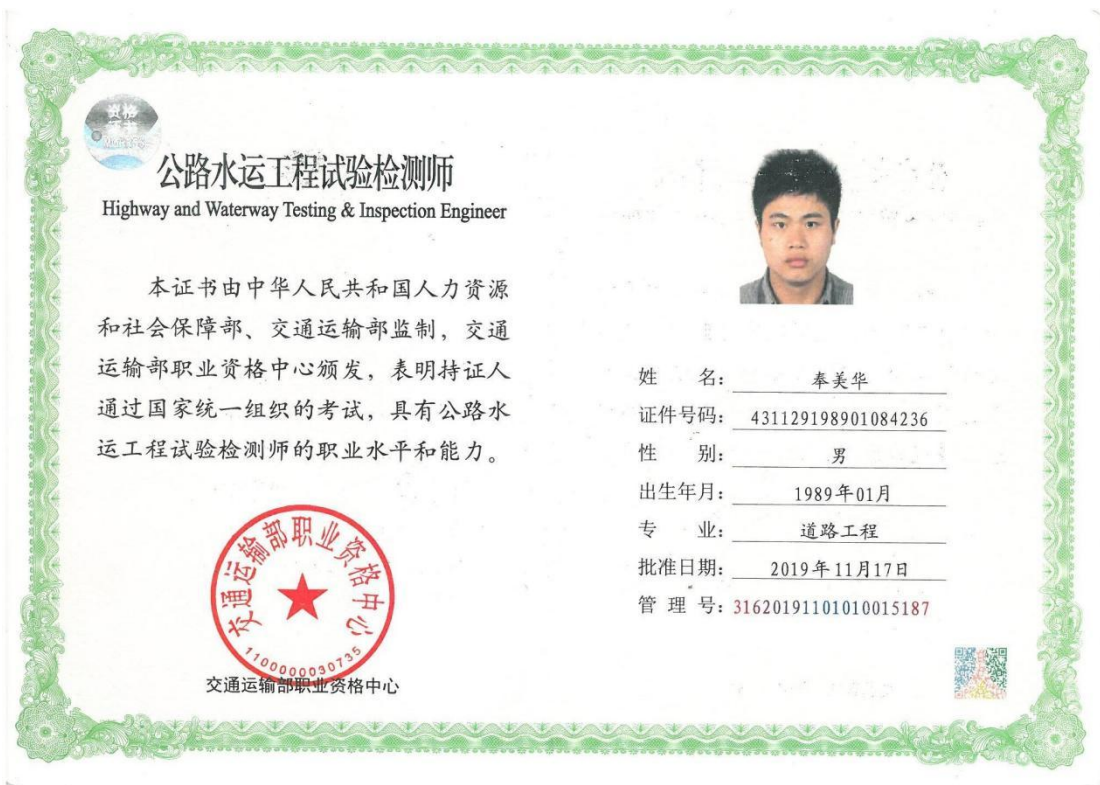 资格
证书
公路水运工程试验检测师
Highway and Waterway Testing & Inspection Engineer
本证书由中华人民共和国人力资源
和社会保障部、交通运输部监制，交通
运输部职业资格中心颁发，表明持证人
通过国家统一组织的考试，具有公路水
运工程试验检测师的职业水平和能力。
交通运输部职业资格中心
1100000030735
交通运输部职业资格中心
姓 名： 奉美华
证件号码： 431129198901084236
性 别： 男
出生年月： 1989年01月
专 业： 道路工程
批准日期： 2019年11月17日
管 理 号：31620191101010015187